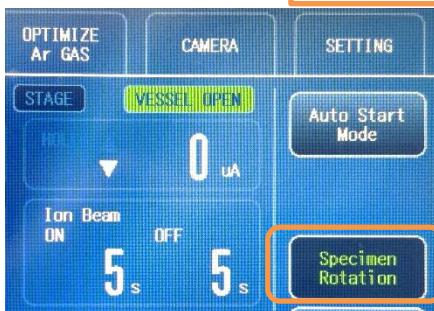 OPTIMIZE
Ar GAS
CAMERA
SETTING
STAGE
VESSEL OPEN
Auto Start
Mode
0 uA
Ion Beam
ON
OFF
5 s
5 s
Specimen
Rotation